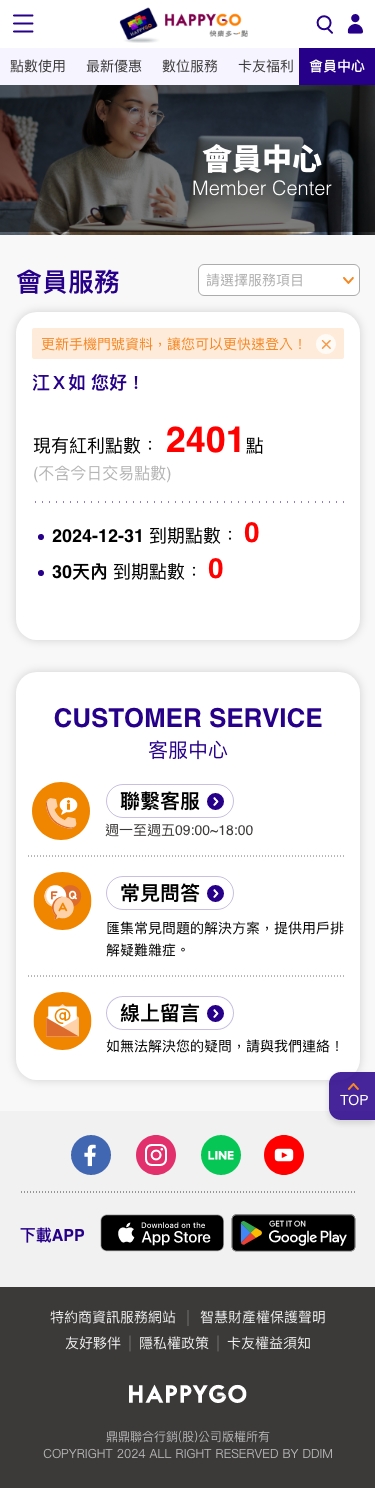 HAPPYGO
快樂多一點
點數使用 最新優惠 數位服務 卡友福利 會員中心
會員中心
Member Center
會員服務
請選擇服務項目
更新手機門號資料，讓您可以更快速登入！
江Ｘ如 您好！
現有紅利點數： 2401點
(不含今日交易點數)
2024-12-31 到期點數： 0
30天內 到期點數： 0
CUSTOMER SERVICE
客服中心
聯繫客服
週一至週五09:00~18:00
F Q A
常見問答
匯集常見問題的解決方案，提供用戶排
解疑難雜症。
線上留言
如無法解決您的疑問，請與我們連絡！
TOP
LINE
下載APP
Download on the
App Store
GET IT ON
Google Play
特約商資訊服務網站 | 智慧財產權保護聲明
友好夥伴 | 隱私權政策 | 卡友權益須知
HAPPYGO
鼎鼎聯合行銷(股)公司版權所有
COPYRIGHT 2024 ALL RIGHT RESERVED BY DDIM